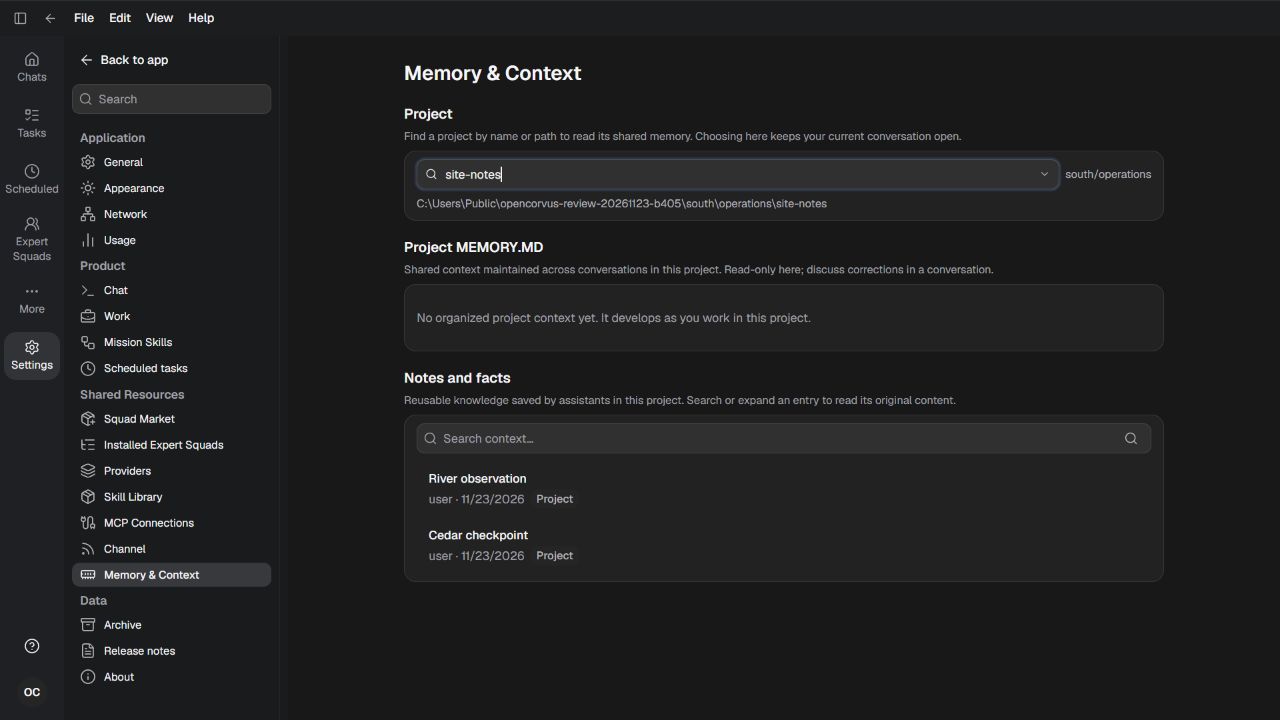 File Edit View Help
Chats
Tasks
Scheduled
Expert
Squads
More
Settings
OC
Back to app
Search
Application
General
Appearance
Network
Usage
Product
Chat
Work
Mission Skills
Scheduled tasks
Shared Resources
Squad Market
Installed Expert Squads
Providers
Skill Library
MCP Connections
Channel
Memory & Context
Data
Archive
Release notes
About
Memory & Context
Project
Find a project by name or path to read its shared memory. Choosing here keeps your current conversation open.
site-notes south/operations
C:\Users\Public\opencorvus-review-20261123-b405\south\operations\site-notes
Project MEMORY.MD
Shared context maintained across conversations in this project. Read-only here; discuss corrections in a conversation.
No organized project context yet. It develops as you work in this project.
Notes and facts
Reusable knowledge saved by assistants in this project. Search or expand an entry to read its original content.
Search context...
River observation
user · 11/23/2026 Project
Cedar checkpoint
user · 11/23/2026 Project